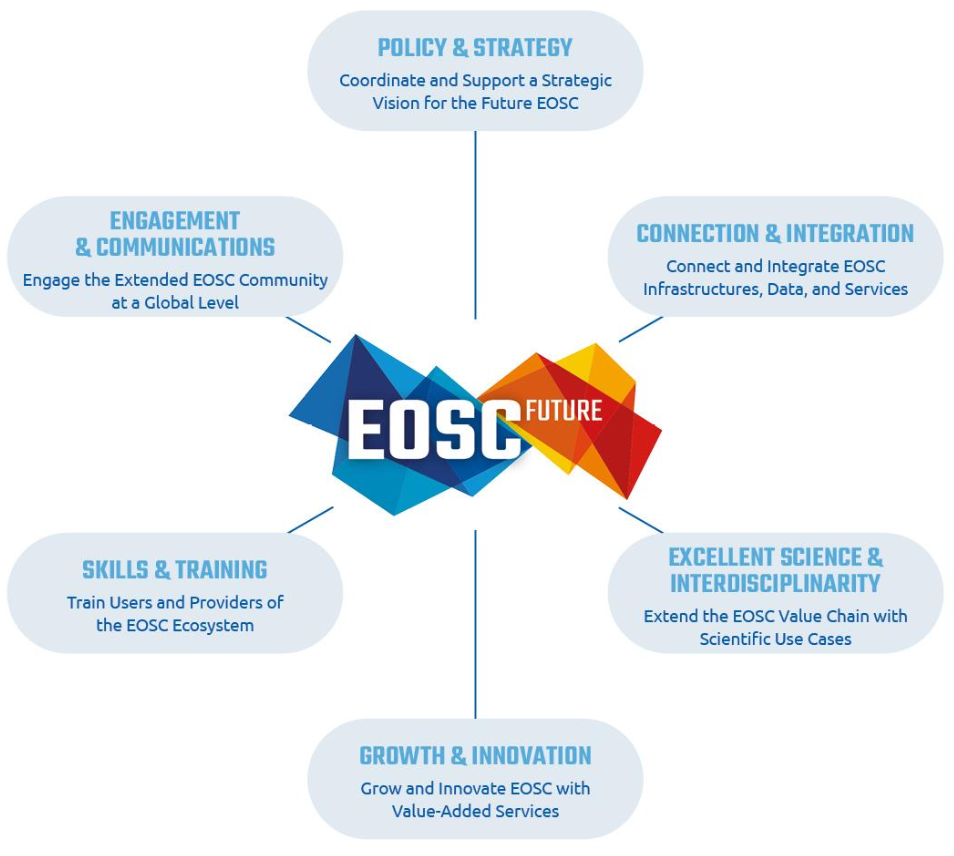 POLICY & STRATEGY
Coordinate and Support a Strategic
Vision for the Future EOSC
ENGAGEMENT
& COMMUNICATIONS
Engage the Extended EOSC Community
at a Global Level
CONNECTION & INTEGRATION
Connect and Integrate EOSC
Infrastructures, Data, and Services
EOSC FUTURE
SKILLS & TRAINING
Train Users and Providers of
the EOSC Ecosystem
EXCELLENT SCIENCE &
INTERDISCIPLINARITY
Extend the EOSC Value Chain with
Scientific Use Cases
GROWTH & INNOVATION
Grow and Innovate EOSC with
Value-Added Services